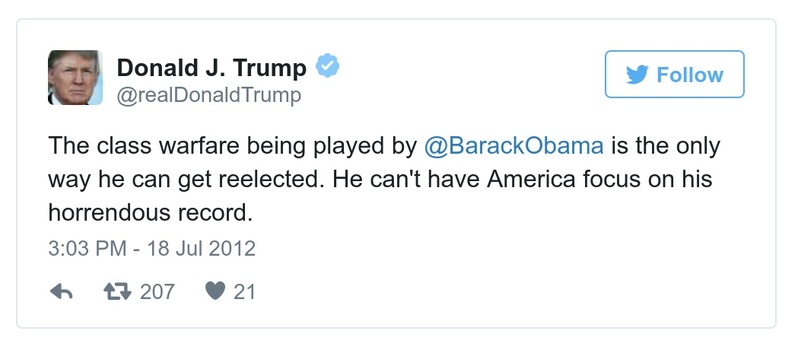 Donald J. Trump
@realDonaldTrump
Follow
The class warfare being played by @BarackObama is the only
way he can get reelected. He can't have America focus on his
horrendous record.
3:03 PM - 18 Jul 2012
207 21